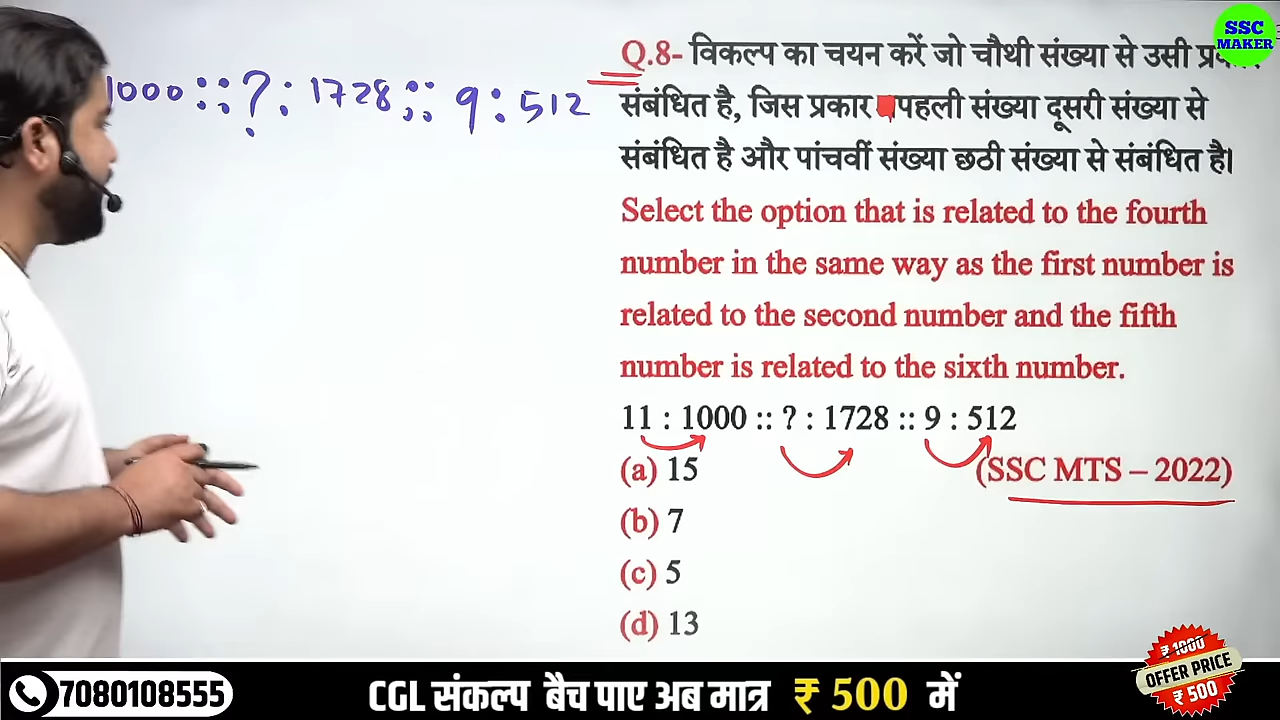 SSC
MAKER
1000 :: ? : 1728 :: 9 : 512
Q.8- विकल्प का चयन करें जो चौथी संख्या से उसी
संबंधित है, जिस प्रकार पहली संख्या दूसरी संख्या से
संबंधित है और पांचवीं संख्या छठी संख्या से संबंधित है।
Select the option that is related to the fourth
number in the same way as the first number is
related to the second number and the fifth
number is related to the sixth number.
11 : 1000 :: ? : 1728 :: 9 : 512
(a) 15 (SSC MTS – 2022)
(b) 7
(c) 5
(d) 13
₹ 1000
OFFER PRICE
₹ 500
7080108555 CGL संकल्प बैच पाए अब मात्र ₹ 500 में